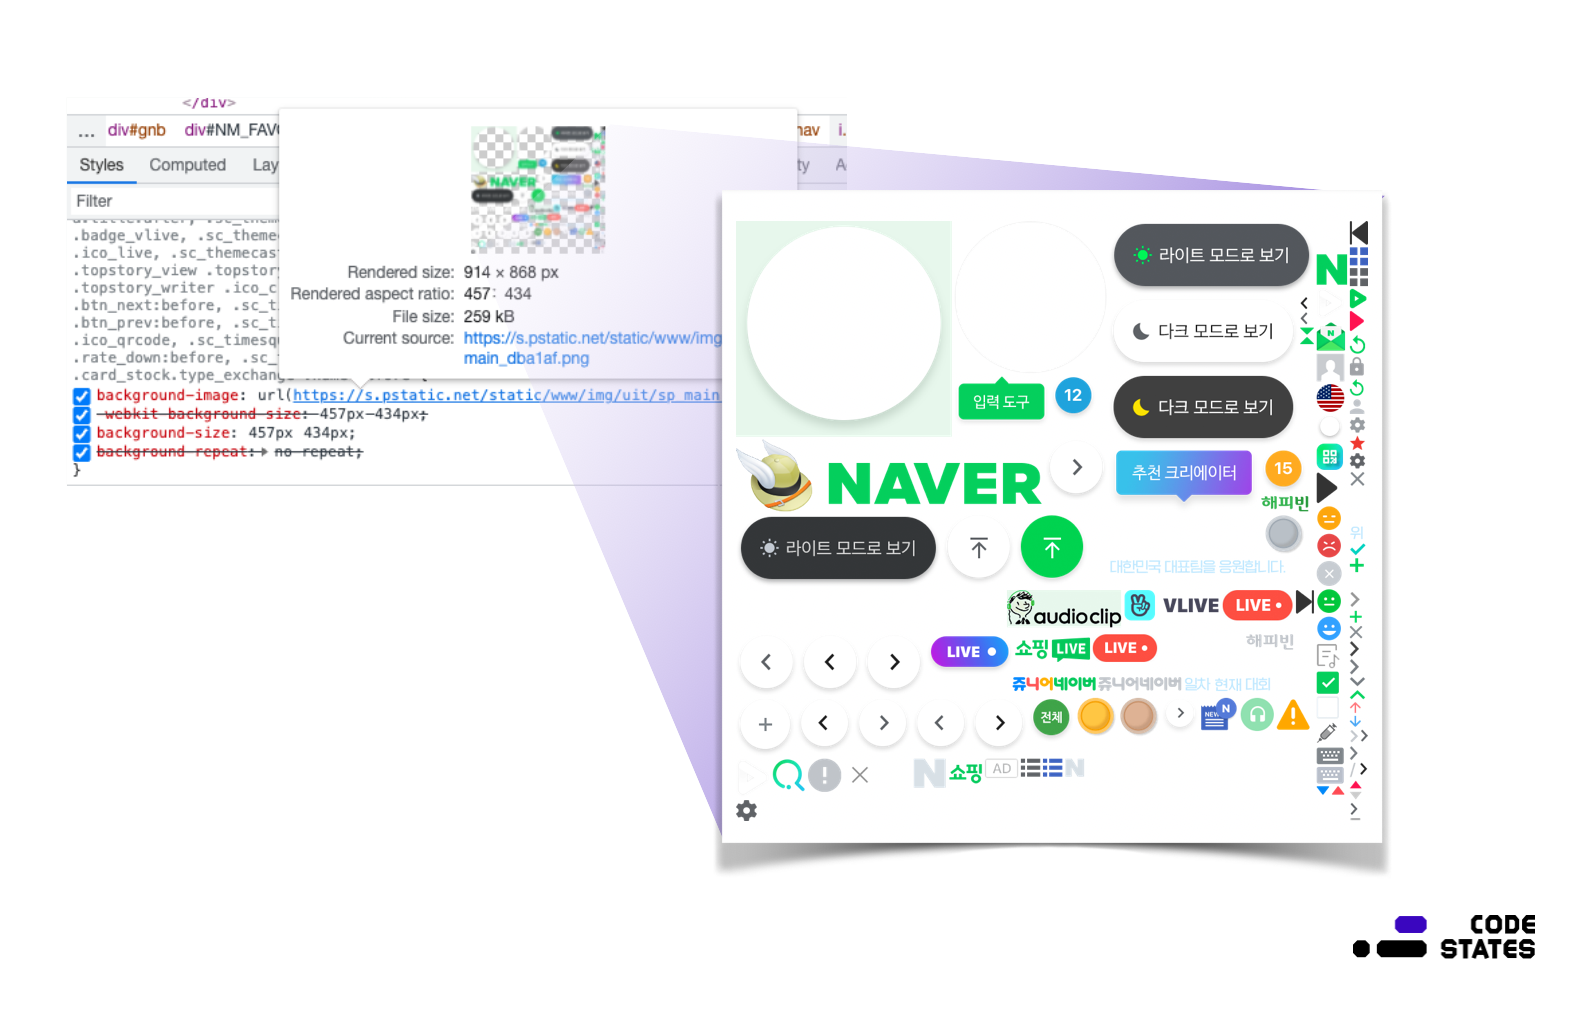 </div>
... div#gnb div#NM_FAV nav i.
Styles Computed Lay ty A
Filter
.badge_vlive, .sc_themec
.ico_live, .sc_themecas
.topstory_view .topstory
.topstory_writer .ico_c
.btn_next:before, .sc_t
.btn_prev:before, .sc_t
.ico_qrcode, .sc_timesq
.rate_down:before, .sc_t
.card_stock.type_exchang
Rendered size: 914 × 868 px
Rendered aspect ratio: 457∶434
File size: 259 kB
Current source: https://s.pstatic.net/static/www/img
main_dba1af.png
background-image: url(https://s.pstatic.net/static/www/img/uit/sp_main
-webkit-background-size: 457px 434px;
background-size: 457px 434px;
background-repeat: no-repeat;
}
라이트 모드로 보기
N
다크 모드로 보기
N
입력 도구
12
다크 모드로 보기
NAVER
추천 크리에이터
15
해피빈
라이트 모드로 보기
위
대한민국 대표팀을 응원합니다.
audioclip
VLIVE
LIVE
LIVE
쇼핑 LIVE
LIVE
해피빈
쥬니어네이버 쥬니어네이버 일차 현재 대회
전체
NEW
N
N 쇼핑 AD N
CODE
STATES